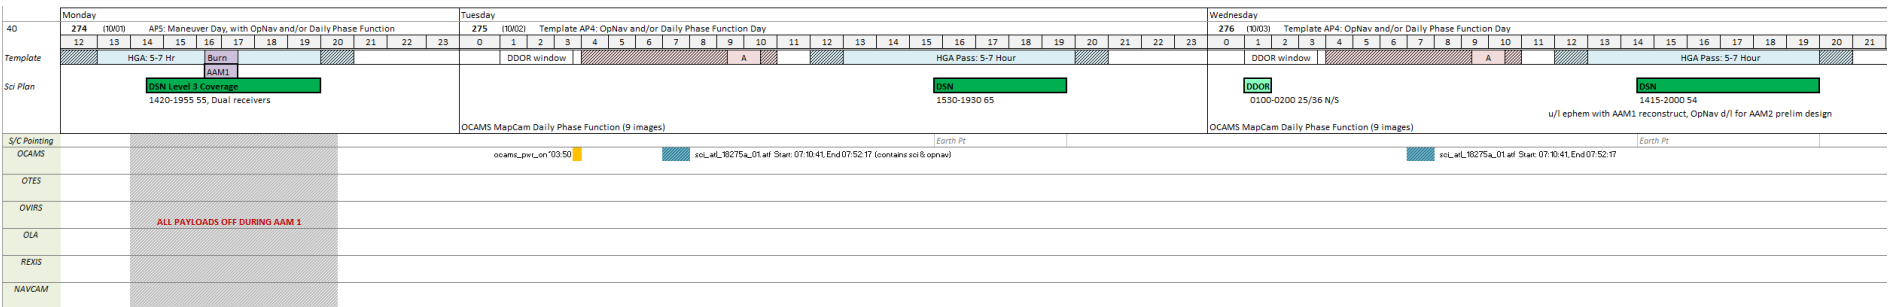 Monday Tuesday Wednesday
40 274 (10/01) AP5: Maneuver Day, with OpNav and/or Daily Phase Function 275 (10/02) Template AP4: OpNav and/or Daily Phase Function Day 276 (10/03) Template AP4: OpNav and/or Daily Phase Function Day
12 13 14 15 16 17 18 19 20 21 22 23 0 1 2 3 4 5 6 7 8 9 10 11 12 13 14 15 16 17 18 19 20 21 22 23 0 1 2 3 4 5 6 7 8 9 10 11 12 13 14 15 16 17 18 19 20 21
Template HGA: 5-7 Hr Burn DDOR window A HGA Pass: 5-7 Hour DDOR window A HGA Pass: 5-7 Hour
AAM1
Sci Plan DSN Level 3 Coverage DSN DDOR DSN
1420-1955 55, Dual receivers 1530-1930 65 0100-0200 25/36 N/S 1415-2000 54
u/l ephem with AAM1 reconstruct, OpNav d/l for AAM2 prelim design
OCAMS MapCam Daily Phase Function (9 images) OCAMS MapCam Daily Phase Function (9 images)
S/C Pointing Earth Pt Earth Pt
OCAMS ocams_pwr_on ^03:50 sci_atl_18275a_01.atf Start: 07:10:41, End 07:52:17 (contains sci & opnav) sci_atl_18275a_01.atf Start: 07:10:41, End 07:52:17
OTES
OVIRS
ALL PAYLOADS OFF DURING AAM 1
OLA
REXIS
NAVCAM